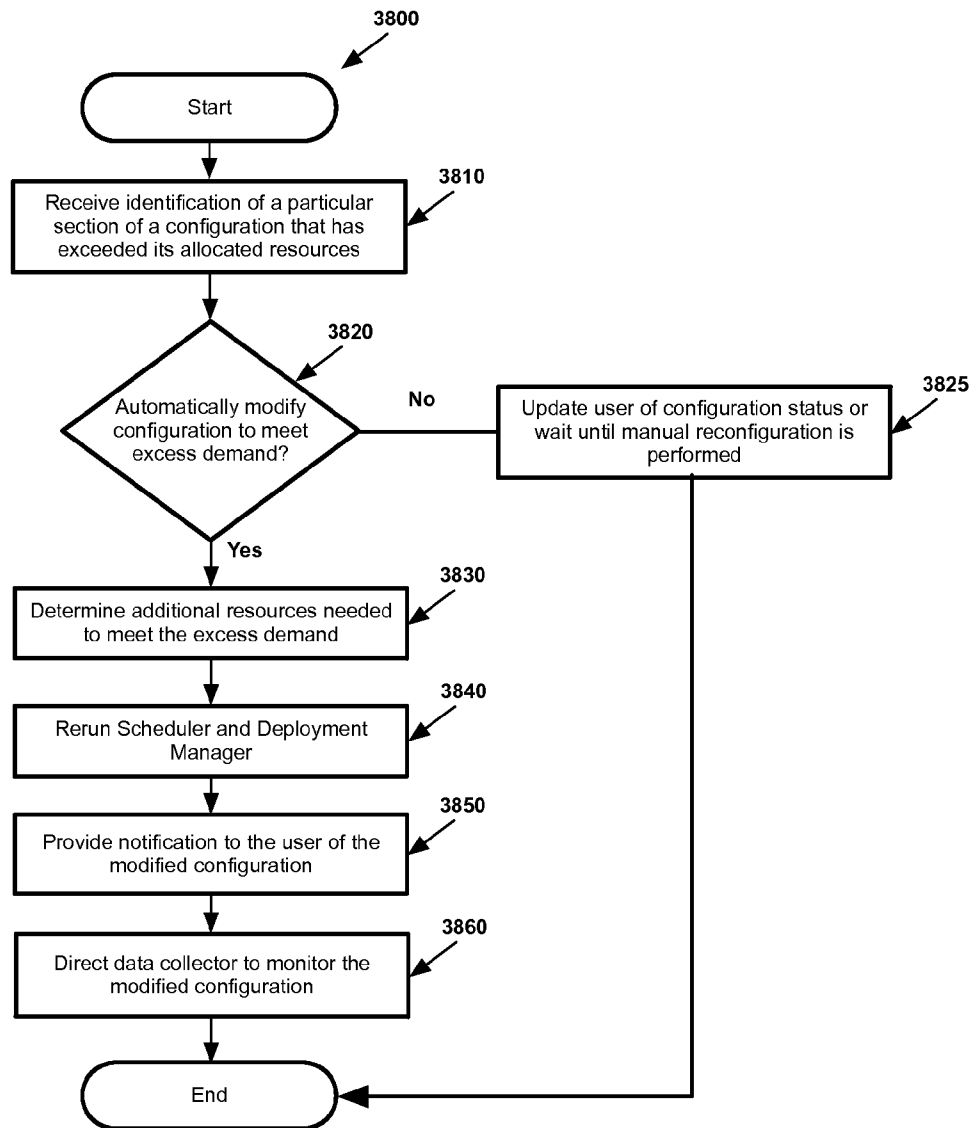 3800
Start
3810
Receive identification of a particular
section of a configuration that has
exceeded its allocated resources
3820
Automatically modify
configuration to meet
excess demand?
No
3825
Update user of configuration status or
wait until manual reconfiguration is
performed
Yes
3830
Determine additional resources needed
to meet the excess demand
3840
Rerun Scheduler and Deployment
Manager
3850
Provide notification to the user of the
modified configuration
3860
Direct data collector to monitor the
modified configuration
End